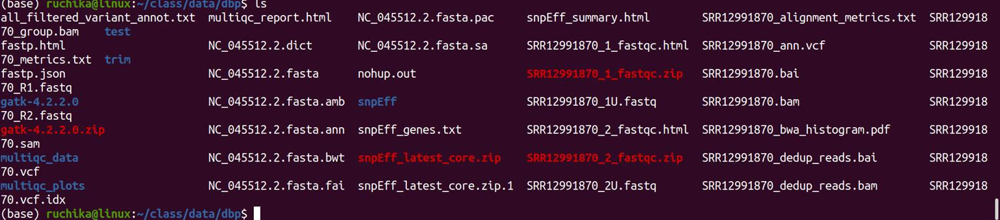 (base) ruchika@linux:~/class/data/dbp$ ls
all_filtered_variant_annot.txt  multiqc_report.html  NC_045512.2.fasta.pac  snpEff_summary.html  SRR12991870_alignment_metrics.txt  SRR129918
70_group.bam  test
fastp.html  NC_045512.2.dict  NC_045512.2.fasta.sa  SRR12991870_1_fastqc.html  SRR12991870_ann.vcf  SRR129918
70_metrics.txt  trim
fastp.json  NC_045512.2.fasta  nohup.out  SRR12991870_1_fastqc.zip  SRR12991870.bai  SRR129918
70_R1.fastq
gatk-4.2.2.0  NC_045512.2.fasta.amb  snpEff  SRR12991870_1U.fastq  SRR12991870.bam  SRR129918
70_R2.fastq
gatk-4.2.2.0.zip  NC_045512.2.fasta.ann  snpEff_genes.txt  SRR12991870_2_fastqc.html  SRR12991870_bwa_histogram.pdf  SRR129918
70.sam
multiqc_data  NC_045512.2.fasta.bwt  snpEff_latest_core.zip  SRR12991870_2_fastqc.zip  SRR12991870_dedup_reads.bai  SRR129918
70.vcf
multiqc_plots  NC_045512.2.fasta.fai  snpEff_latest_core.zip.1  SRR12991870_2U.fastq  SRR12991870_dedup_reads.bam  SRR129918
70.vcf.idx
(base) ruchika@linux:~/class/data/dbp$